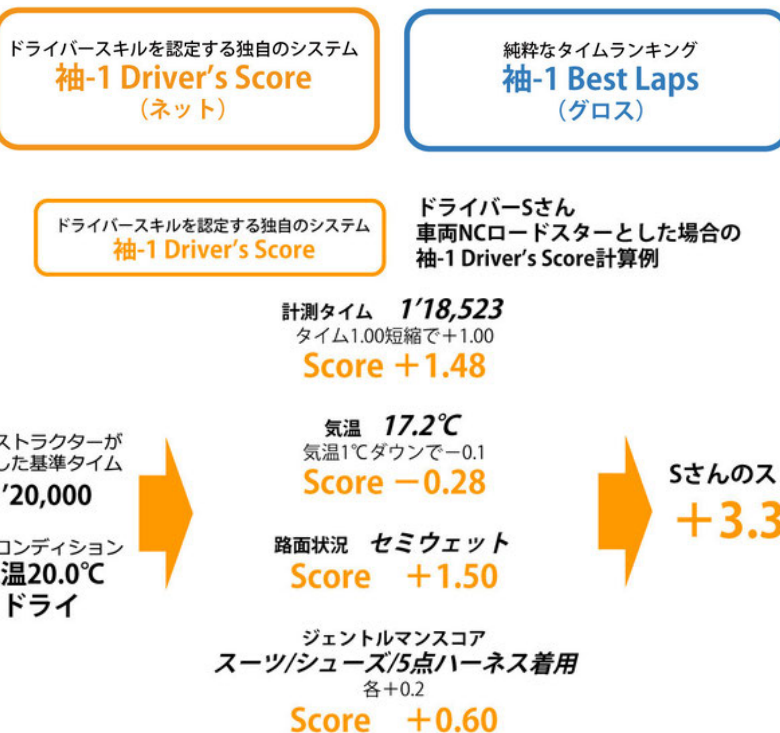 ドライバースキルを認定する独自のシステム
袖-1 Driver's Score
（ネット）
純粋なタイムランキング
袖-1 Best Laps
（グロス）
ドライバースキルを認定する独自のシステム
袖-1 Driver's Score
ドライバーSさん
車両NCロードスターとした場合の
袖-1 Driver's Score計算例
計測タイム 1’18,523
タイム1.00短縮で＋1.00
Score ＋1.48
気温 17.2℃
気温1℃ダウンで－0.1
Score －0.28
路面状況 セミウェット
Score ＋1.50
ジェントルマンスコア
スーツ/シューズ/5点ハーネス着用
各＋0.2
Score ＋0.60
ストラクターが
した基準タイム
’20,000
コンディション
温20.0℃
ドライ
Sさんのス
＋3.3